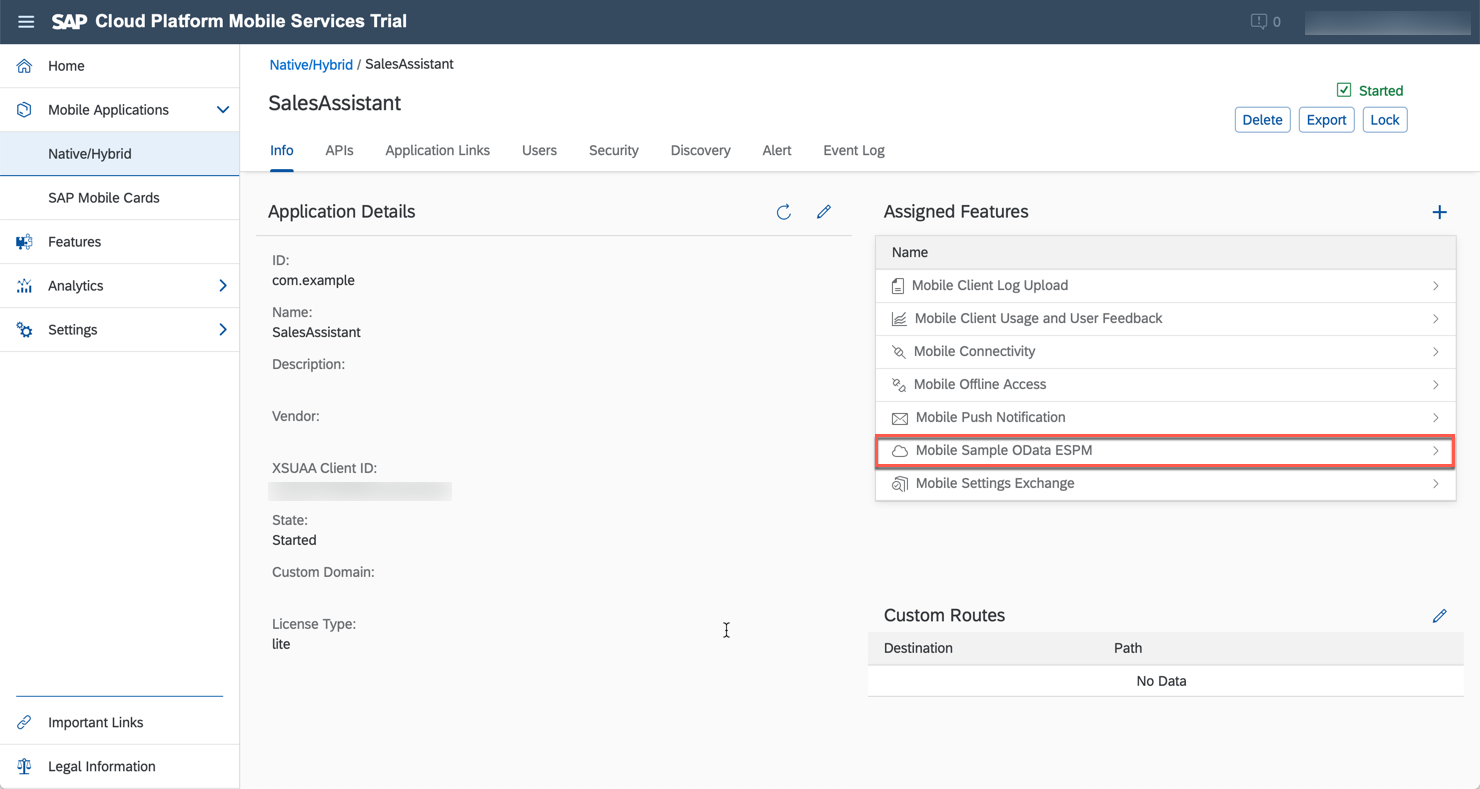 SAP Cloud Platform Mobile Services Trial
0
Home
Mobile Applications
Native/Hybrid
SAP Mobile Cards
Features
Analytics
Settings
Important Links
Legal Information
Native/Hybrid / SalesAssistant
SalesAssistant
Started
Delete Export Lock
Info APIs Application Links Users Security Discovery Alert Event Log
Application Details
ID:
com.example
Name:
SalesAssistant
Description:
Vendor:
XSUAA Client ID:
State:
Started
Custom Domain:
License Type:
lite
Assigned Features
Name
Mobile Client Log Upload
Mobile Client Usage and User Feedback
Mobile Connectivity
Mobile Offline Access
Mobile Push Notification
Mobile Sample OData ESPM
Mobile Settings Exchange
Custom Routes
Destination Path
No Data